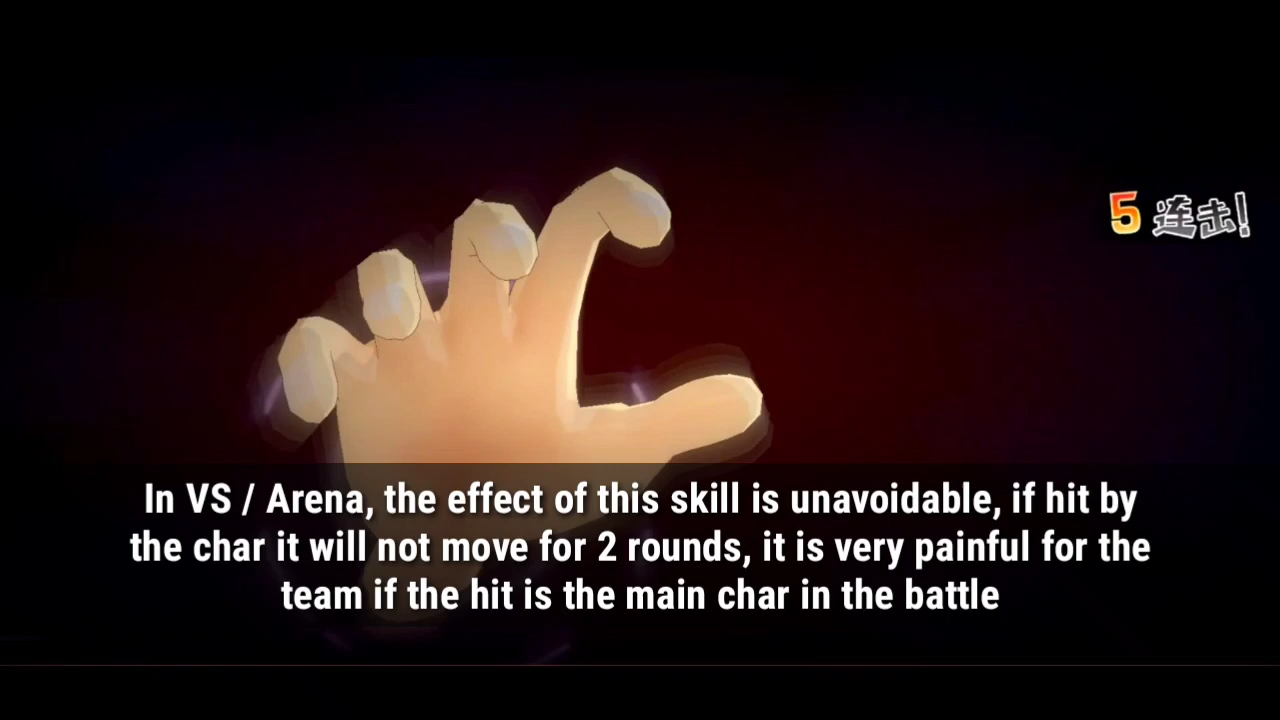 5 连击!
In VS / Arena, the effect of this skill is unavoidable, if hit by
the char it will not move for 2 rounds, it is very painful for the
team if the hit is the main char in the battle